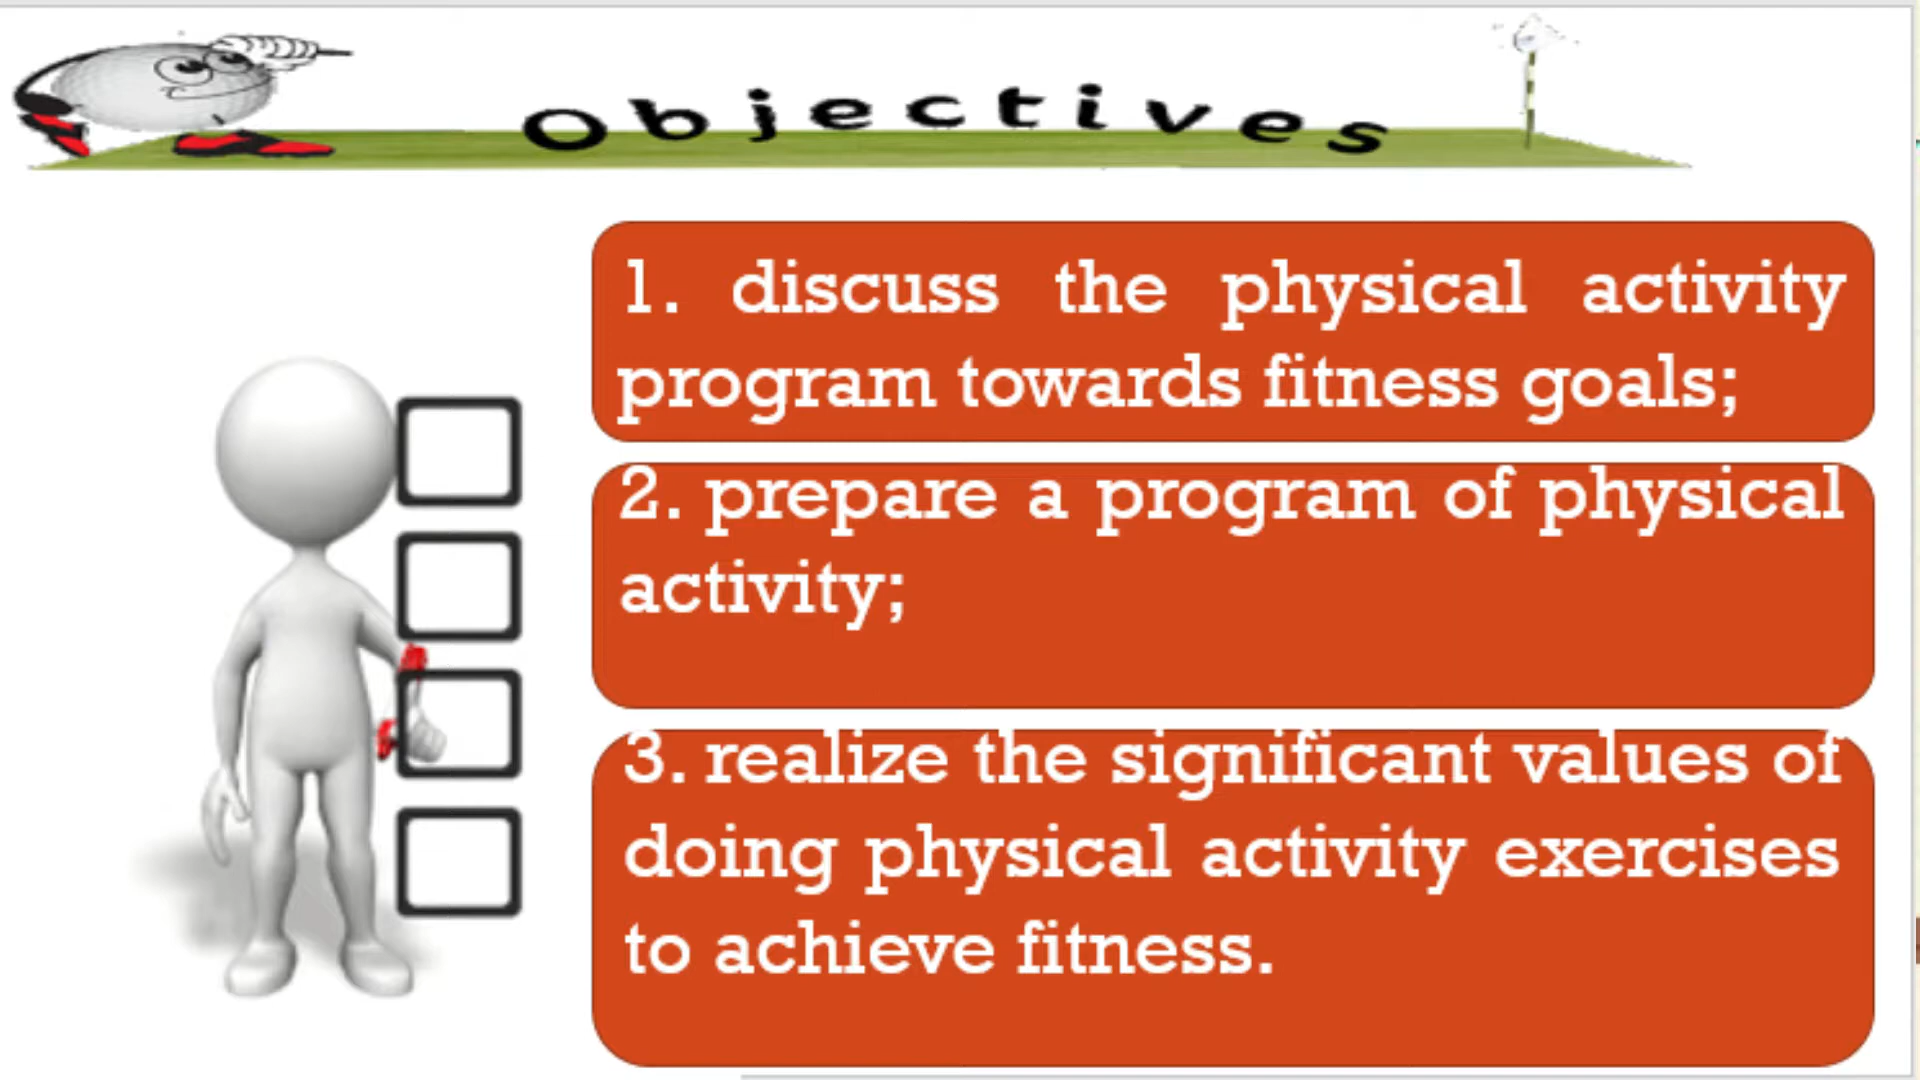 Objectives
1. discuss the physical activity
program towards fitness goals;
2. prepare a program of physical
activity;
3. realize the significant values of
doing physical activity exercises
to achieve fitness.